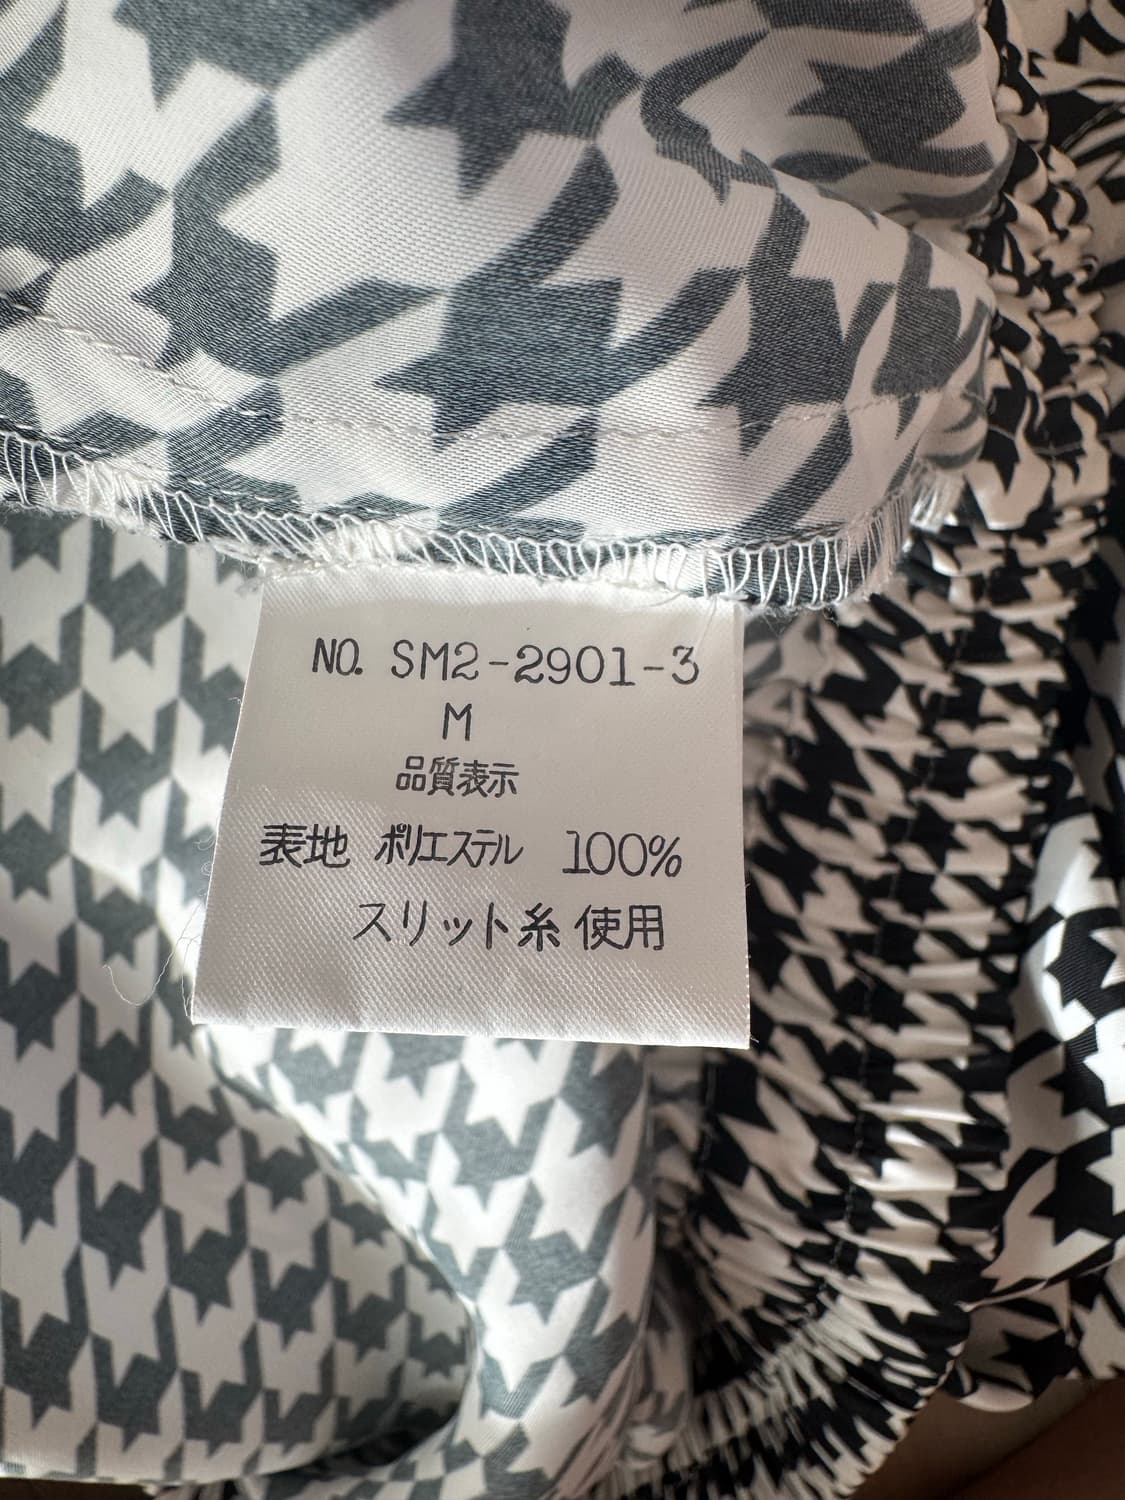 NO. SM2-2901-3
M
品質表示
表地 ポリエステル 100%
スリット糸 使用